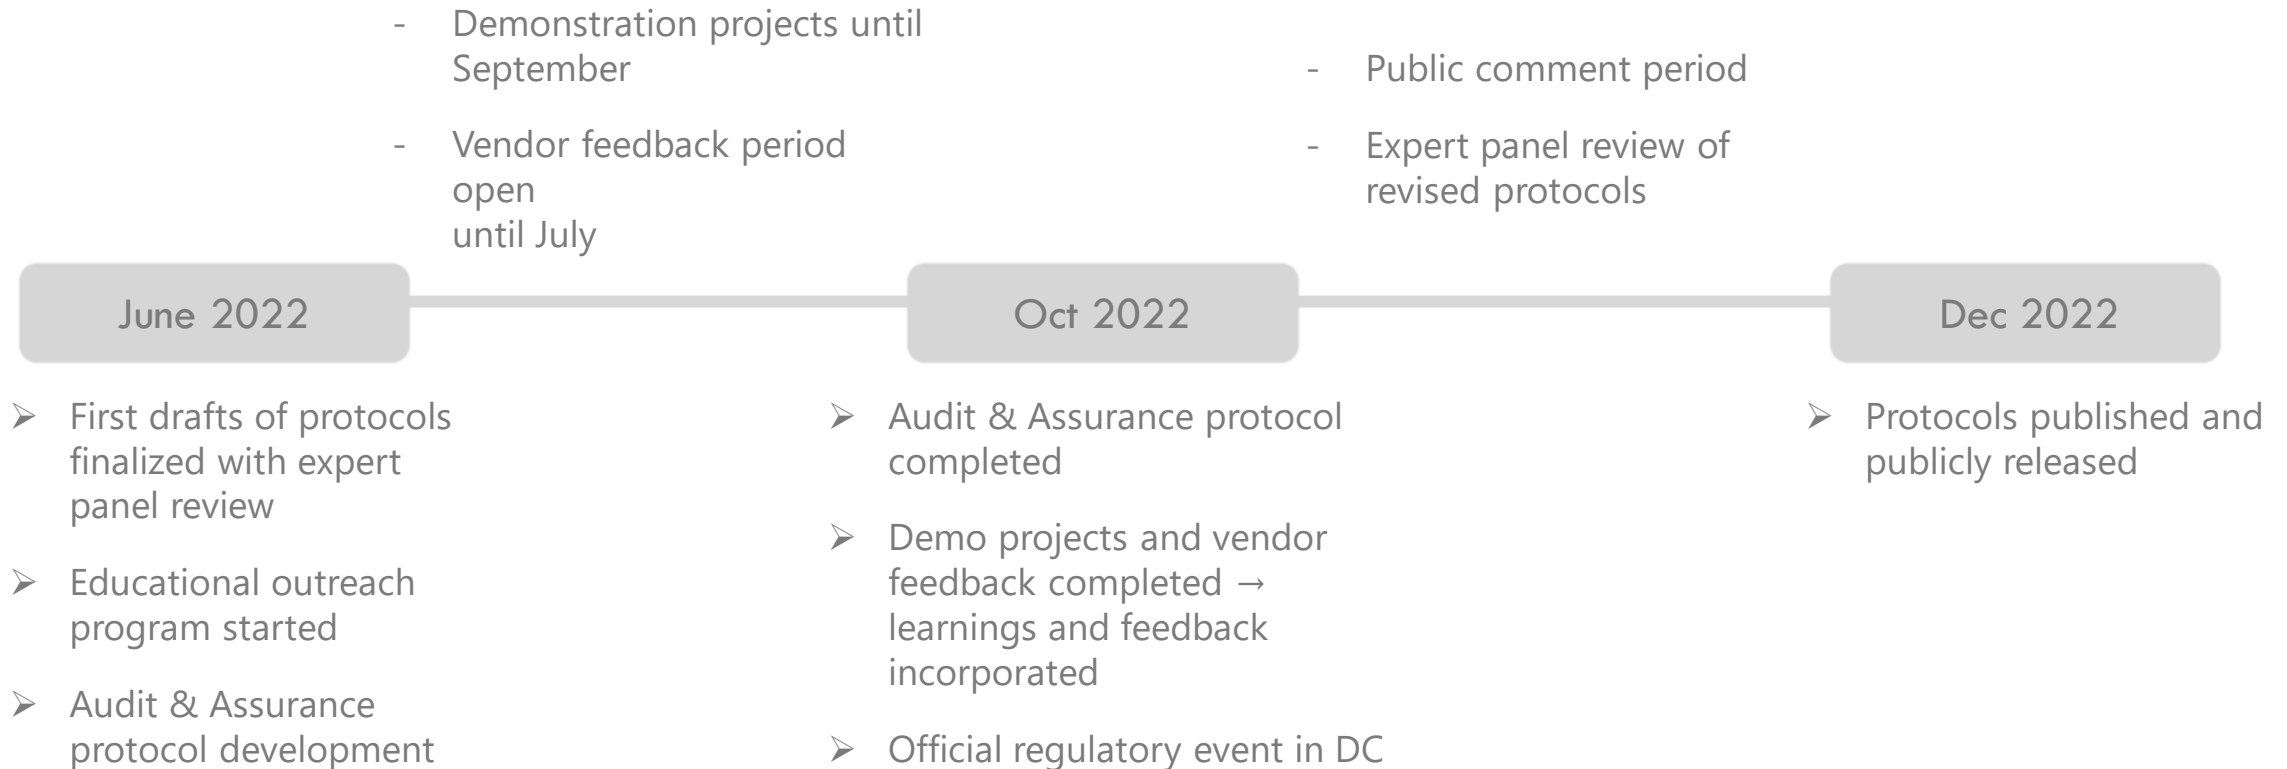 - Demonstration projects until
September
- Vendor feedback period
open
until July
- Public comment period
- Expert panel review of
revised protocols
June 2022
Oct 2022
Dec 2022
➢ First drafts of protocols
finalized with expert
panel review
➢ Educational outreach
program started
➢ Audit & Assurance
protocol development
➢ Audit & Assurance protocol
completed
➢ Demo projects and vendor
feedback completed →
learnings and feedback
incorporated
➢ Official regulatory event in DC
➢ Protocols published and
publicly released